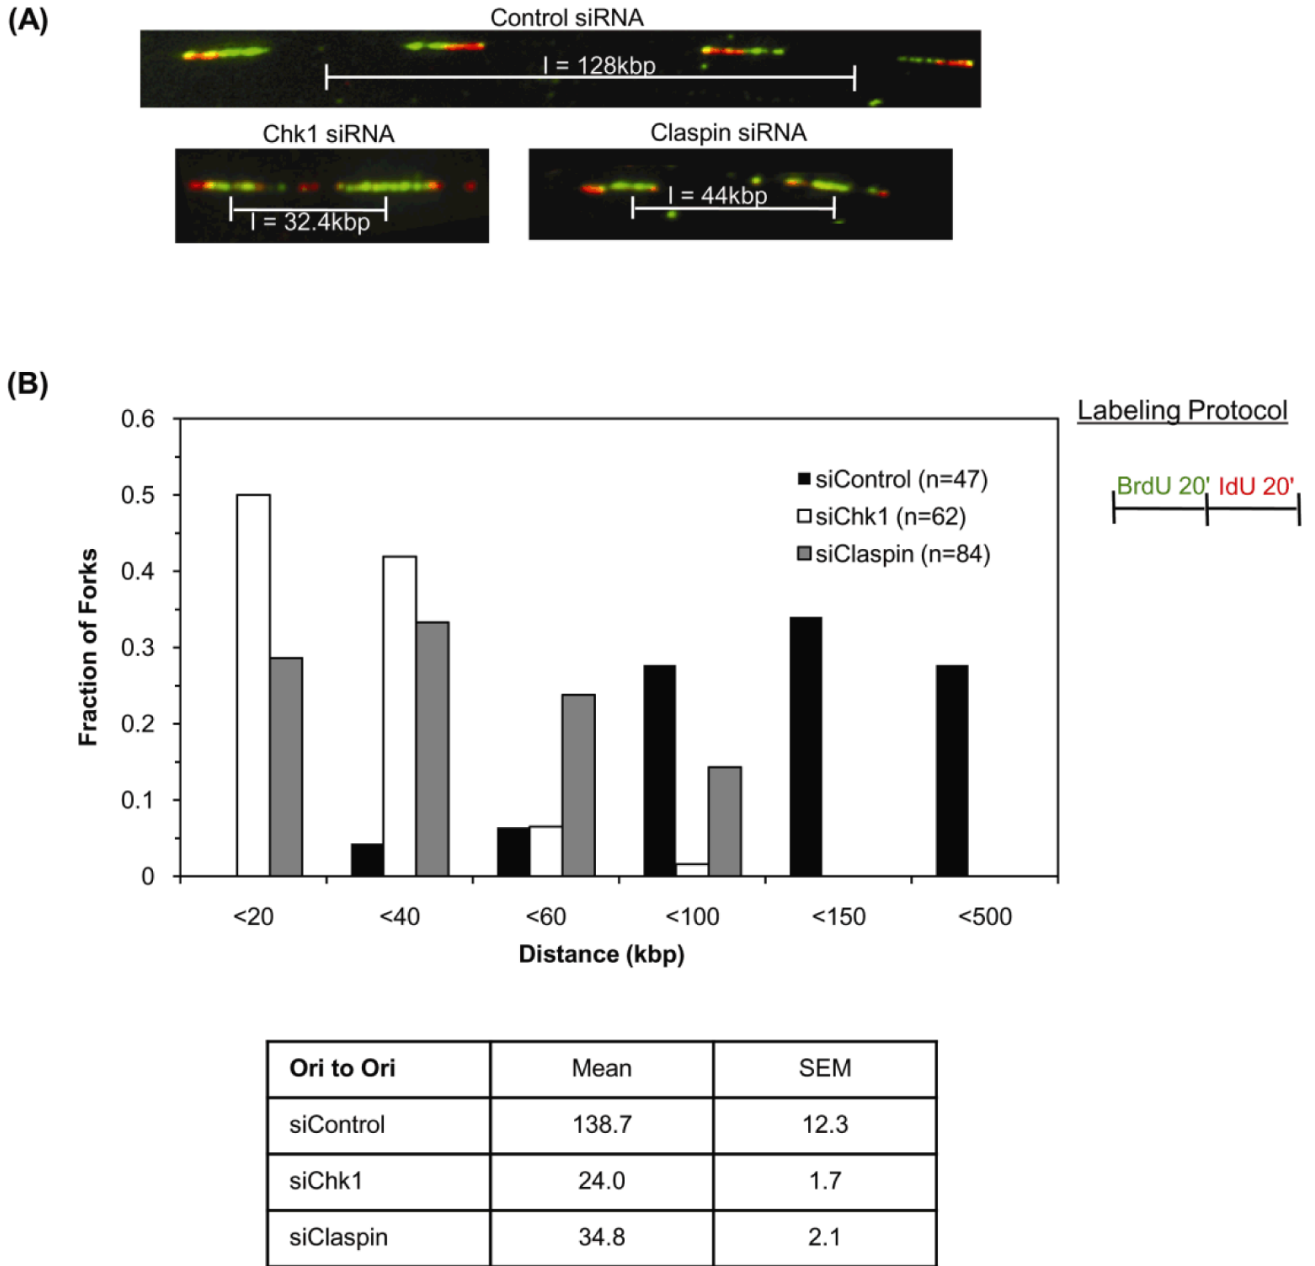 (A)
Control siRNA
l = 128kbp
Chk1 siRNA
Claspin siRNA
l = 32.4kbp
l = 44kbp
(B)
Labeling Protocol
BrdU 20' IdU 20'
Fraction of Forks
0.6
0.5
0.4
0.3
0.2
0.1
0
siControl (n=47)
siChk1 (n=62)
siClaspin (n=84)
<20 <40 <60 <100 <150 <500
Distance (kbp)
Ori to Ori Mean SEM
siControl 138.7 12.3
siChk1 24.0 1.7
siClaspin 34.8 2.1